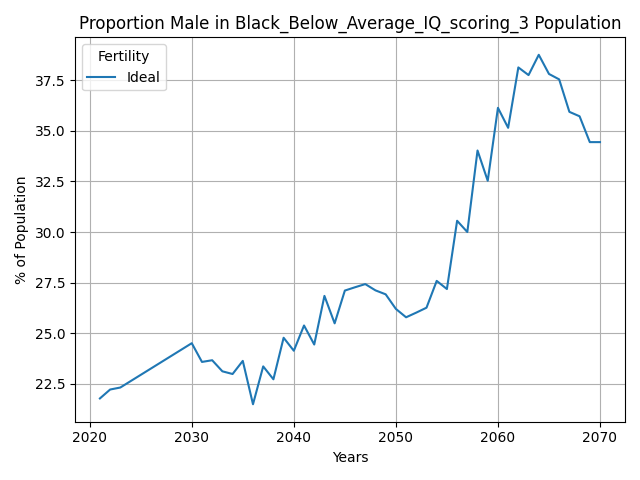 Proportion Male in Black_Below_Average_IQ_scoring_3 Population
Fertility
Ideal
37.5
35.0
32.5
30.0
27.5
25.0
22.5
% of Population
2020 2030 2040 2050 2060 2070
Years